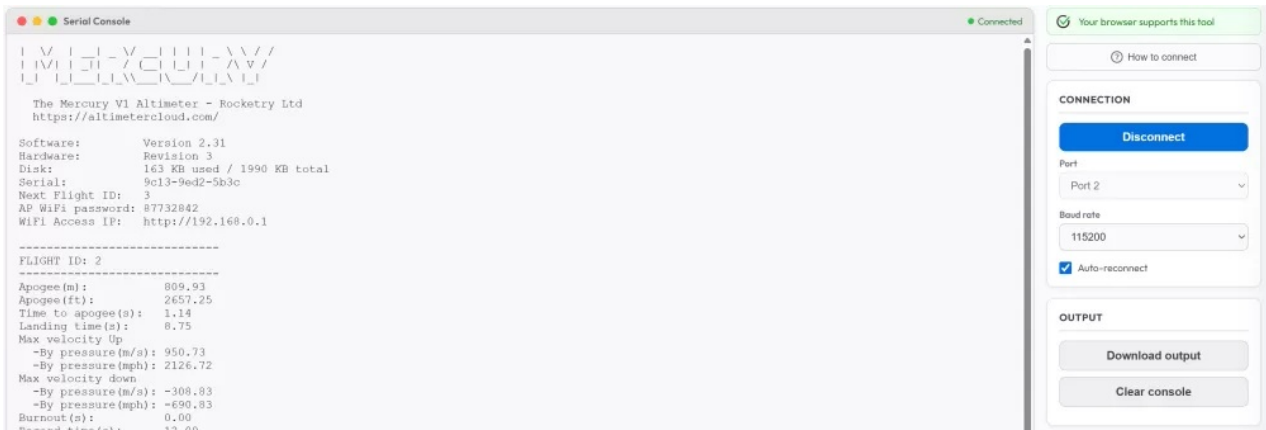 Serial Console
Connected
The Mercury V1 Altimeter - Rocketry Ltd
https://altimetercloud.com/
Software: Version 2.31
Hardware: Revision 3
Disk: 163 KB used / 1990 KB total
Serial: 9c13-9ed2-5b3c
Next Flight ID: 3
AP WiFi password: 87732842
WiFi Access IP: http://192.168.0.1
-----------------------------
FLIGHT ID: 2
-----------------------------
Apogee(m): 809.93
Apogee(ft): 2657.25
Time to apogee(s): 1.14
Landing time(s): 8.75
Max velocity Up
-By pressure(m/s): 950.73
-By pressure(mph): 2126.72
Max velocity down
-By pressure(m/s): -308.83
-By pressure(mph): -690.83
Burnout(s): 0.00
Your browser supports this tool
How to connect
CONNECTION
Disconnect
Port
Port 2
Baud rate
115200
Auto-reconnect
OUTPUT
Download output
Clear console